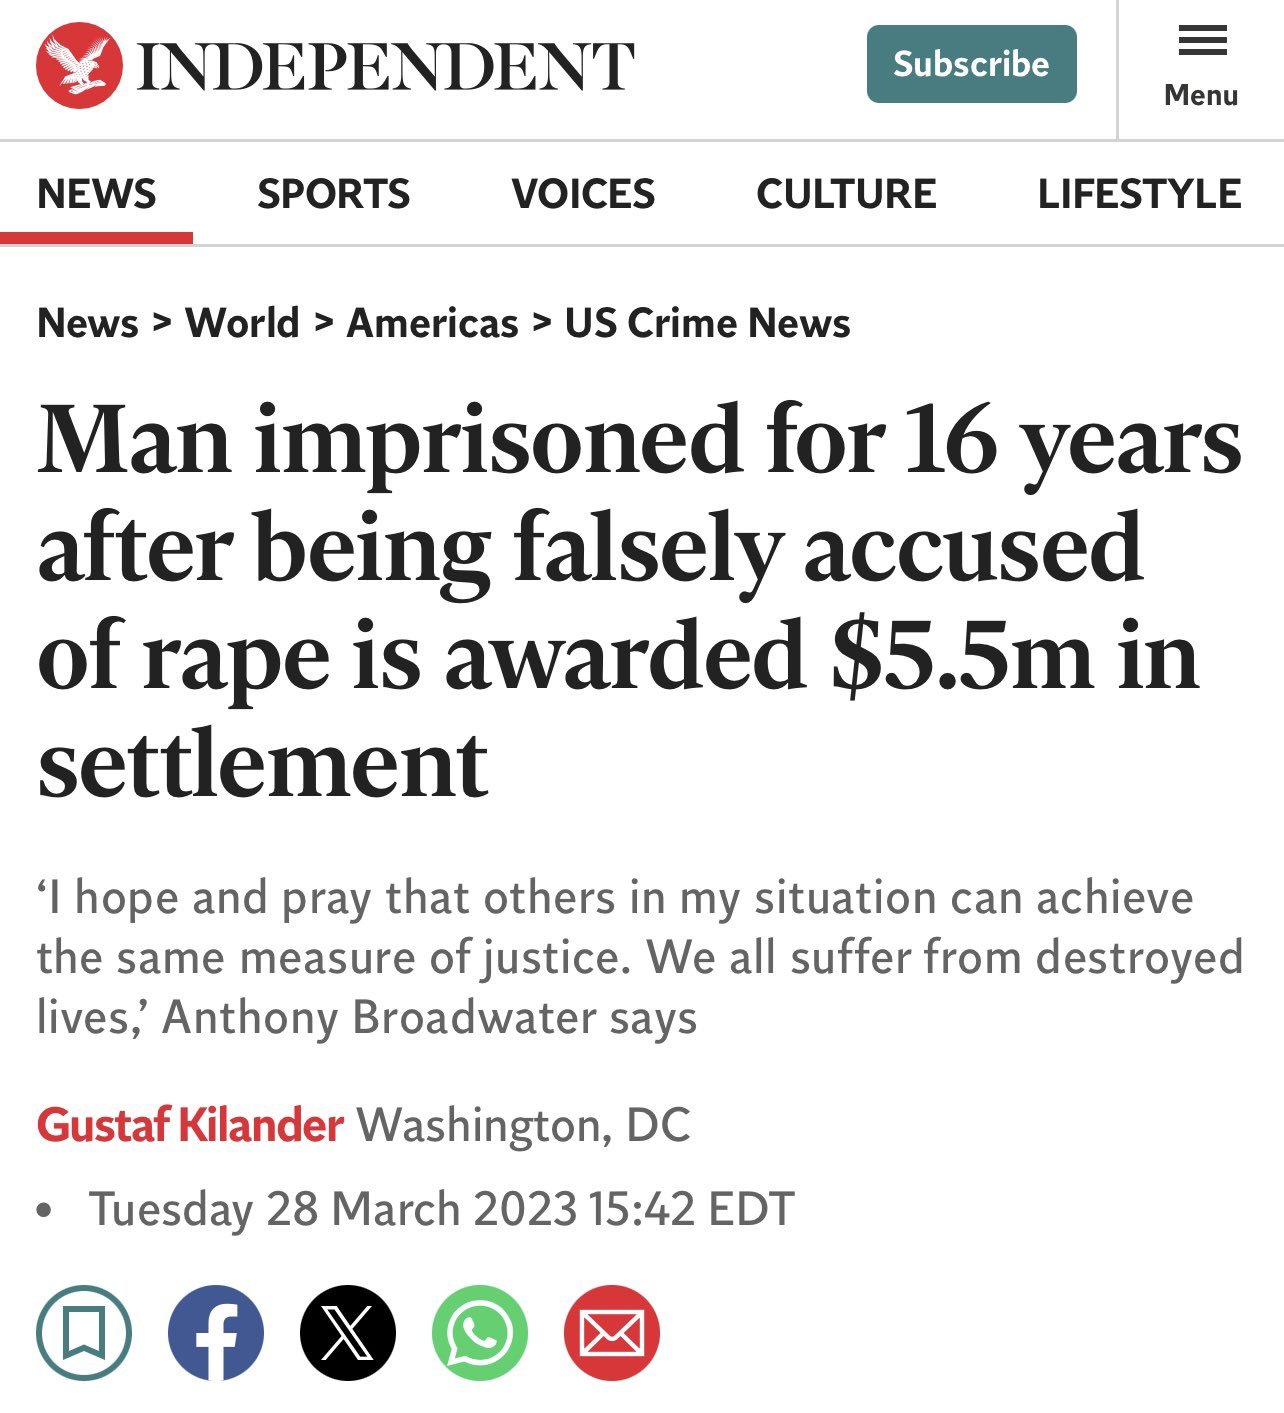 INDEPENDENT
Subscribe
Menu
NEWS SPORTS VOICES CULTURE LIFESTYLE
News > World > Americas > US Crime News
Man imprisoned for 16 years
after being falsely accused
of rape is awarded $5.5m in
settlement
‘I hope and pray that others in my situation can achieve
the same measure of justice. We all suffer from destroyed
lives,’ Anthony Broadwater says
Gustaf Kilander Washington, DC
• Tuesday 28 March 2023 15:42 EDT